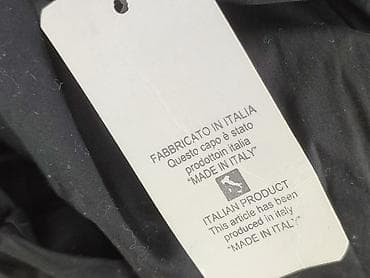 FABBRICATO IN ITALIA
Questo capo è stato
prodottoin italia
"MADE IN ITALY"
ITALIAN PRODUCT
This article has been
produced in italy
"MADE IN ITALY"